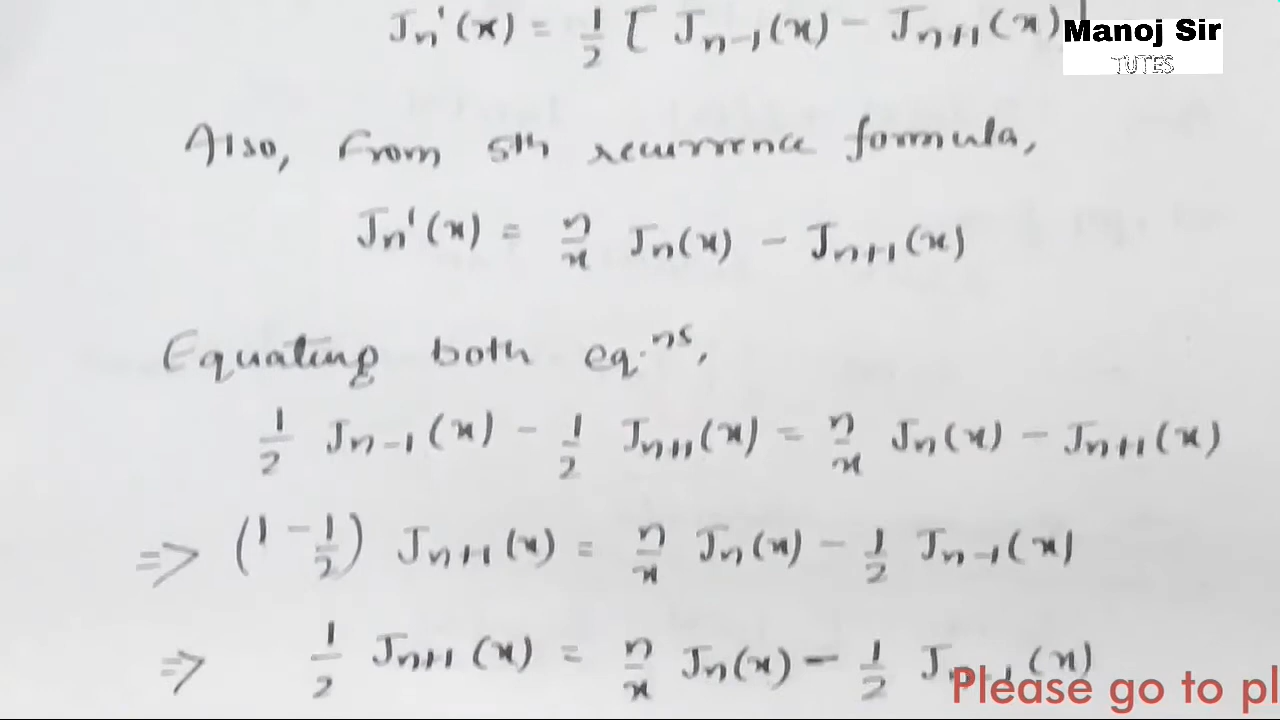 Jn'(x) = 1/2 [ Jn-1(x) - Jn+1(x)
Manoj Sir
TUTES
Also, From 5th recurrence formula,
Jn'(x) = n/x Jn(x) - Jn+1(x)
Equating both eq.ns,
1/2 Jn-1(x) - 1/2 Jn+1(x) = n/x Jn(x) - Jn+1(x)
=> (1 - 1/2) Jn+1(x) = n/x Jn(x) - 1/2 Jn-1(x)
=> 1/2 Jn+1(x) = n/x Jn(x) - 1/2 Jn-1(x)
Please go to pl